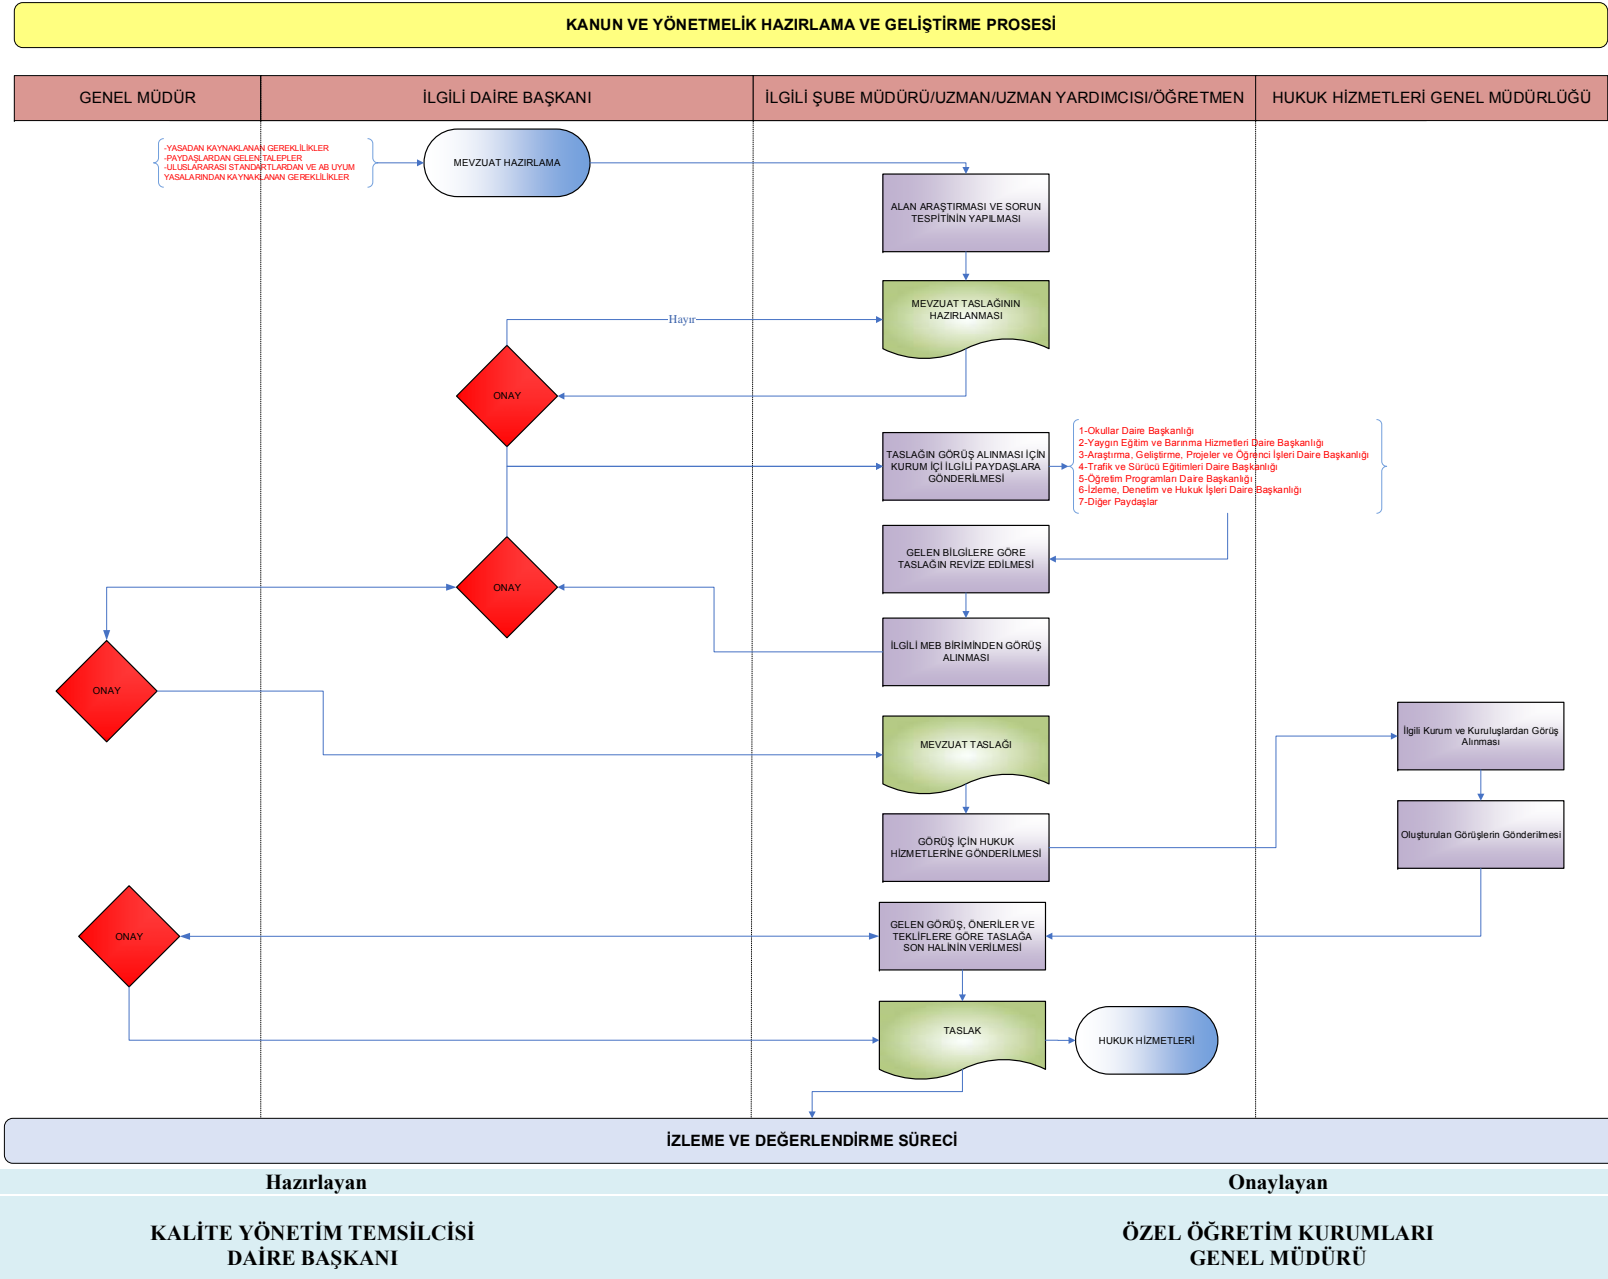 KANUN VE YÖNETMELİK HAZIRLAMA VE GELİŞTİRME PROSESİ
GENEL MÜDÜR
İLGİLİ DAİRE BAŞKANI
İLGİLİ ŞUBE MÜDÜRÜ/UZMAN/UZMAN YARDIMCISI/ÖĞRETMEN
HUKUK HİZMETLERİ GENEL MÜDÜRLÜĞÜ
-YASADAN KAYNAKLANAN GEREKLİLİKLER
-PAYDAŞLARDAN GELEN TALEPLER
-ULUSLARARASI STANDARTLARDAN VE AB UYUM
YASALARINDAN KAYNAKLANAN GEREKLİLİKLER
MEVZUAT HAZIRLAMA
ALAN ARAŞTIRMASI VE SORUN
TESPİTİNİN YAPILMASI
MEVZUAT TASLAĞININ
HAZIRLANMASI
Hayır
ONAY
TASLAĞIN GÖRÜŞ ALINMASI İÇİN
KURUM İÇİ İLGİLİ PAYDAŞLARA
GÖNDERİLMESİ
1-Okullar Daire Başkanlığı
2-Yaygın Eğitim ve Barınma Hizmetleri Daire Başkanlığı
3-Araştırma, Geliştirme, Projeler ve Öğrenci İşleri Daire Başkanlığı
4-Trafik ve Sürücü Eğitimleri Daire Başkanlığı
5-Öğretim Programları Daire Başkanlığı
6-İzleme, Denetim ve Hukuk İşleri Daire Başkanlığı
7-Diğer Paydaşlar
GELEN BİLGİLERE GÖRE
TASLAĞIN REVİZE EDİLMESİ
ONAY
İLGİLİ MEB BİRİMİNDEN GÖRÜŞ
ALINMASI
ONAY
MEVZUAT TASLAĞI
İlgili Kurum ve Kuruluşlardan Görüş
Alınması
GÖRÜŞ İÇİN HUKUK
HİZMETLERİNE GÖNDERİLMESİ
Oluşturulan Görüşlerin Gönderilmesi
ONAY
GELEN GÖRÜŞ, ÖNERİLER VE
TEKLİFLERE GÖRE TASLAĞA
SON HALİNİN VERİLMESİ
TASLAK
HUKUK HİZMETLERİ
İZLEME VE DEĞERLENDİRME SÜRECİ
Hazırlayan
Onaylayan
KALİTE YÖNETİM TEMSİLCİSİ
DAİRE BAŞKANI
ÖZEL ÖĞRETİM KURUMLARI
GENEL MÜDÜRÜ